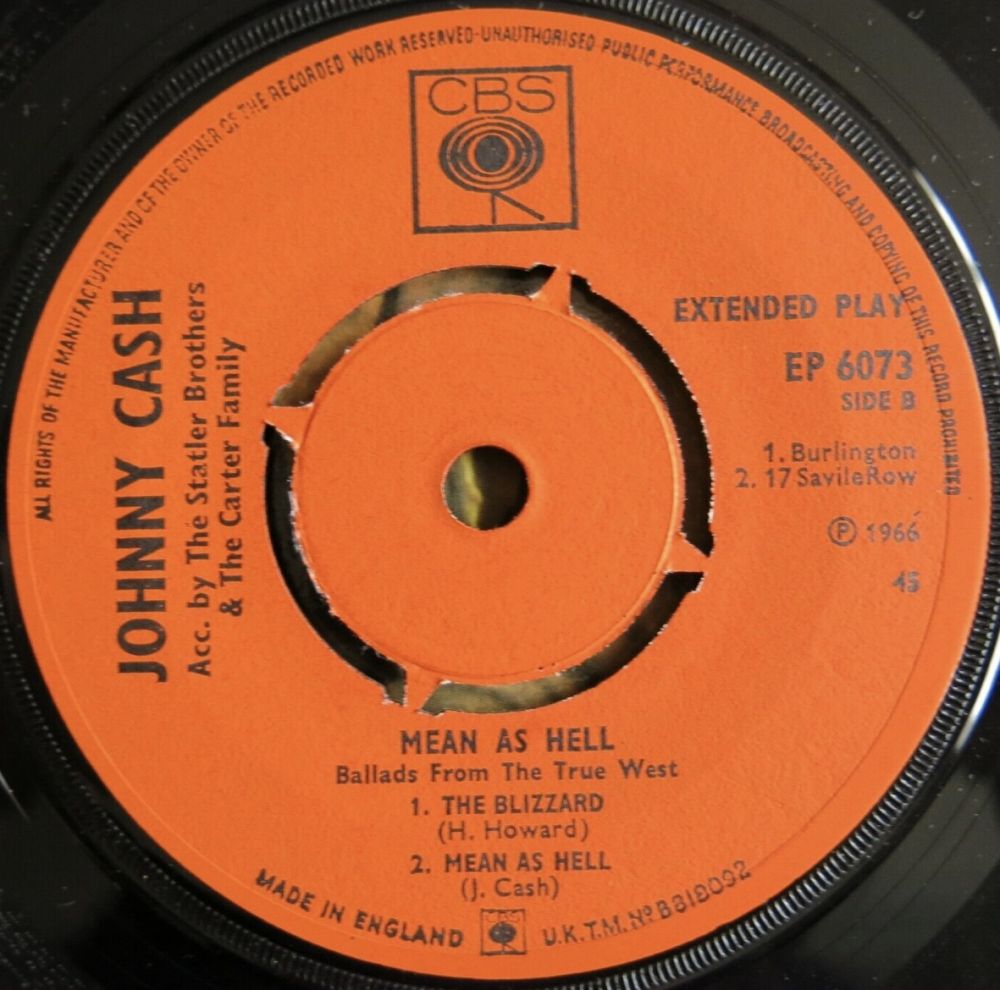 ALL RIGHTS OF THE MANUFACTURER AND OF THE OWNER OF THE RECORDED WORK RESERVED-UNAUTHORISED PUBLIC PERFORMANCE BROADCASTING AND COPYING OF THIS RECORD PROHIBITED
CBS
JOHNNY CASH
Acc. by The Statler Brothers
& The Carter Family
EXTENDED PLAY
EP 6073
SIDE B
1. Burlington
2. 17 Savile Row
Ⓟ 1966
45
MEAN AS HELL
Ballads From The True West
1. THE BLIZZARD
(H. Howard)
2. MEAN AS HELL
(J. Cash)
MADE IN ENGLAND
CBS
U.K.T.M. Nº